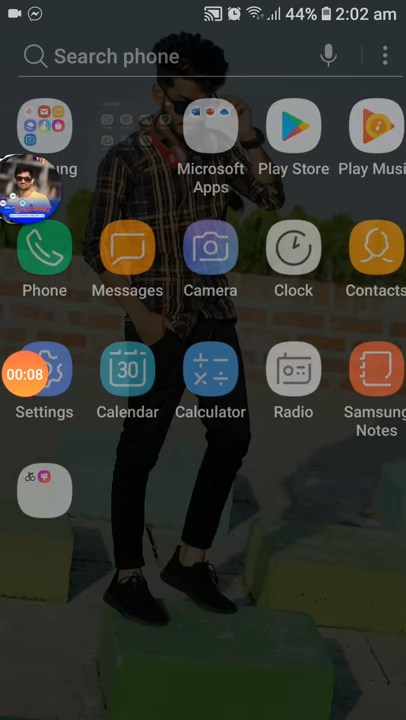 44% 2:02 am
Search phone
ung
Microsoft
Apps
Play Store
Play Musi
Phone
Messages
Camera
Clock
Contacts
00:08
Settings
30
Calendar
Calculator
Radio
Samsung
Notes